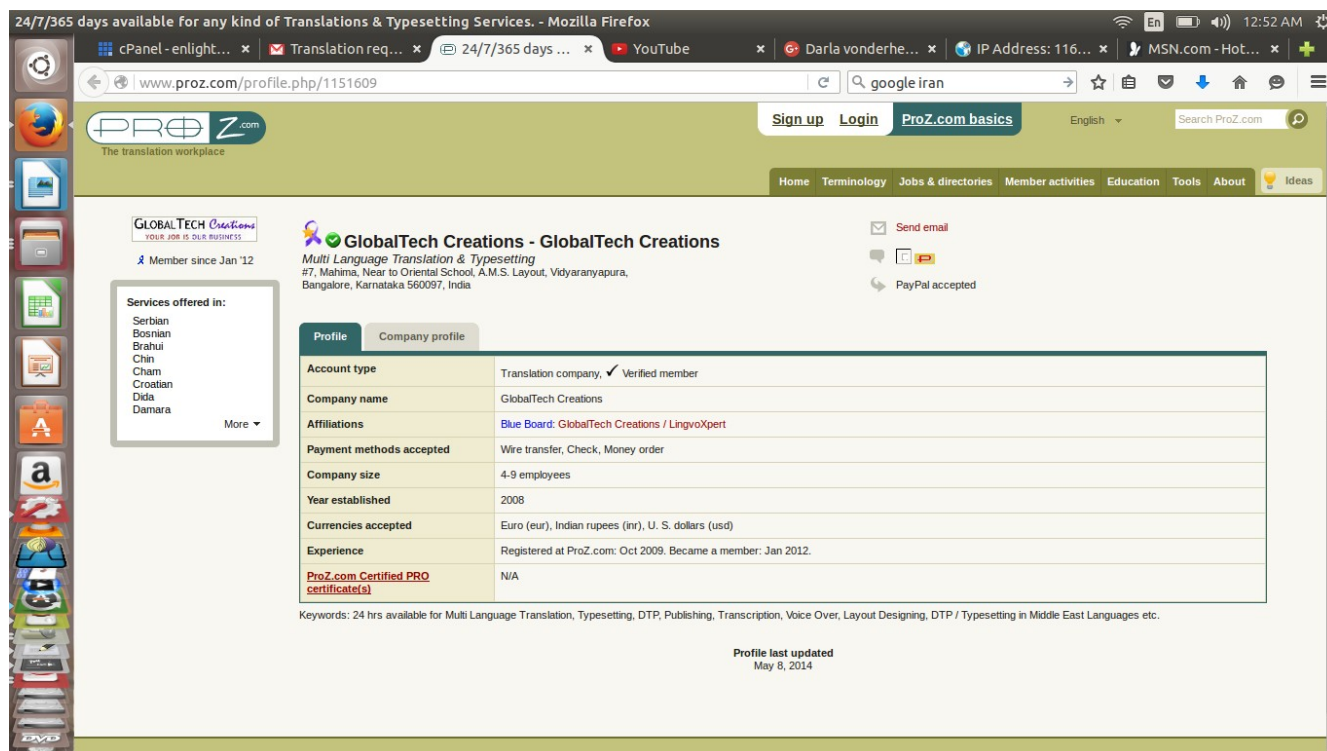 24/7/365 days available for any kind of Translations & Typesetting Services. - Mozilla Firefox
En
12:52 AM
cPanel - enlight...
Translation req...
24/7/365 days ...
YouTube
Darla vonderhe...
IP Address: 116...
MSN.com - Hot...
www.proz.com/profile.php/1151609
google iran
PROZ.com
The translation workplace
Sign up
Login
ProZ.com basics
English
Search ProZ.com
Home
Terminology
Jobs & directories
Member activities
Education
Tools
About
Ideas
GLOBALTECH Creations
YOUR JOB IS OUR BUSINESS
Member since Jan '12
Services offered in:
Serbian
Bosnian
Brahui
Chin
Cham
Croatian
Dida
Damara
More
GlobalTech Creations - GlobalTech Creations
Multi Language Translation & Typesetting
#7, Mahima, Near to Oriental School, A.M.S. Layout, Vidyaranyapura,
Bangalore, Karnataka 560097, India
Send email
PayPal accepted
Profile
Company profile
Account type
Translation company, ✓ Verified member
Company name
GlobalTech Creations
Affiliations
Blue Board: GlobalTech Creations / LingvoXpert
Payment methods accepted
Wire transfer, Check, Money order
Company size
4-9 employees
Year established
2008
Currencies accepted
Euro (eur), Indian rupees (inr), U. S. dollars (usd)
Experience
Registered at ProZ.com: Oct 2009. Became a member: Jan 2012.
ProZ.com Certified PRO
certificate(s)
N/A
Keywords: 24 hrs available for Multi Language Translation, Typesetting, DTP, Publishing, Transcription, Voice Over, Layout Designing, DTP / Typesetting in Middle East Languages etc.
Profile last updated
May 8, 2014
DVD